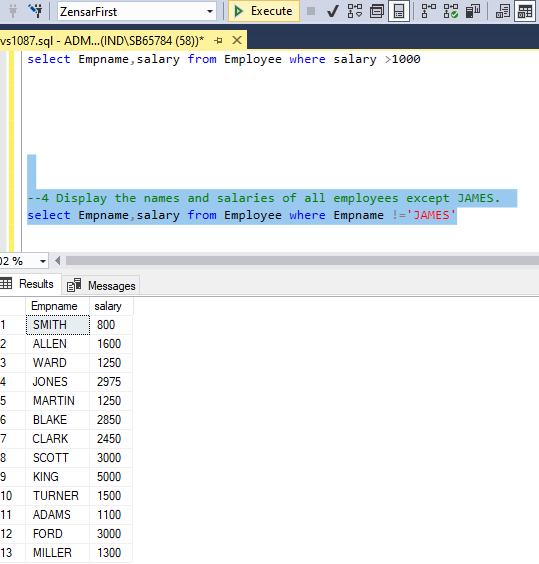 ZensarFirst Execute
vs1087.sql - ADM...(IND\SB65784 (58))*
select Empname,salary from Employee where salary >1000
--4 Display the names and salaries of all employees except JAMES.
select Empname,salary from Employee where Empname !='JAMES'
02 %
Results Messages
Empname salary
1 SMITH 800
2 ALLEN 1600
3 WARD 1250
4 JONES 2975
5 MARTIN 1250
6 BLAKE 2850
7 CLARK 2450
8 SCOTT 3000
9 KING 5000
10 TURNER 1500
11 ADAMS 1100
12 FORD 3000
13 MILLER 1300